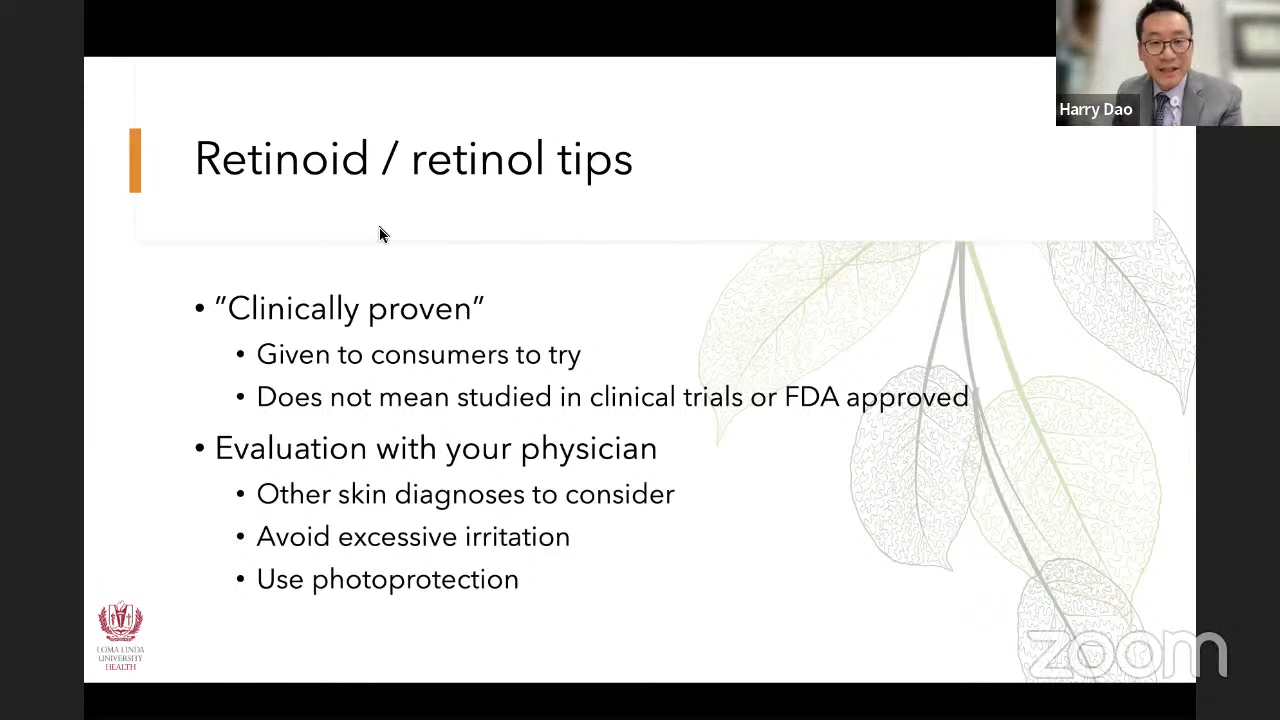 Harry Dao
Retinoid / retinol tips
• ”Clinically proven”
• Given to consumers to try
• Does not mean studied in clinical trials or FDA approved
• Evaluation with your physician
• Other skin diagnoses to consider
• Avoid excessive irritation
• Use photoprotection
LOMA LINDA
UNIVERSITY
HEALTH
zoom